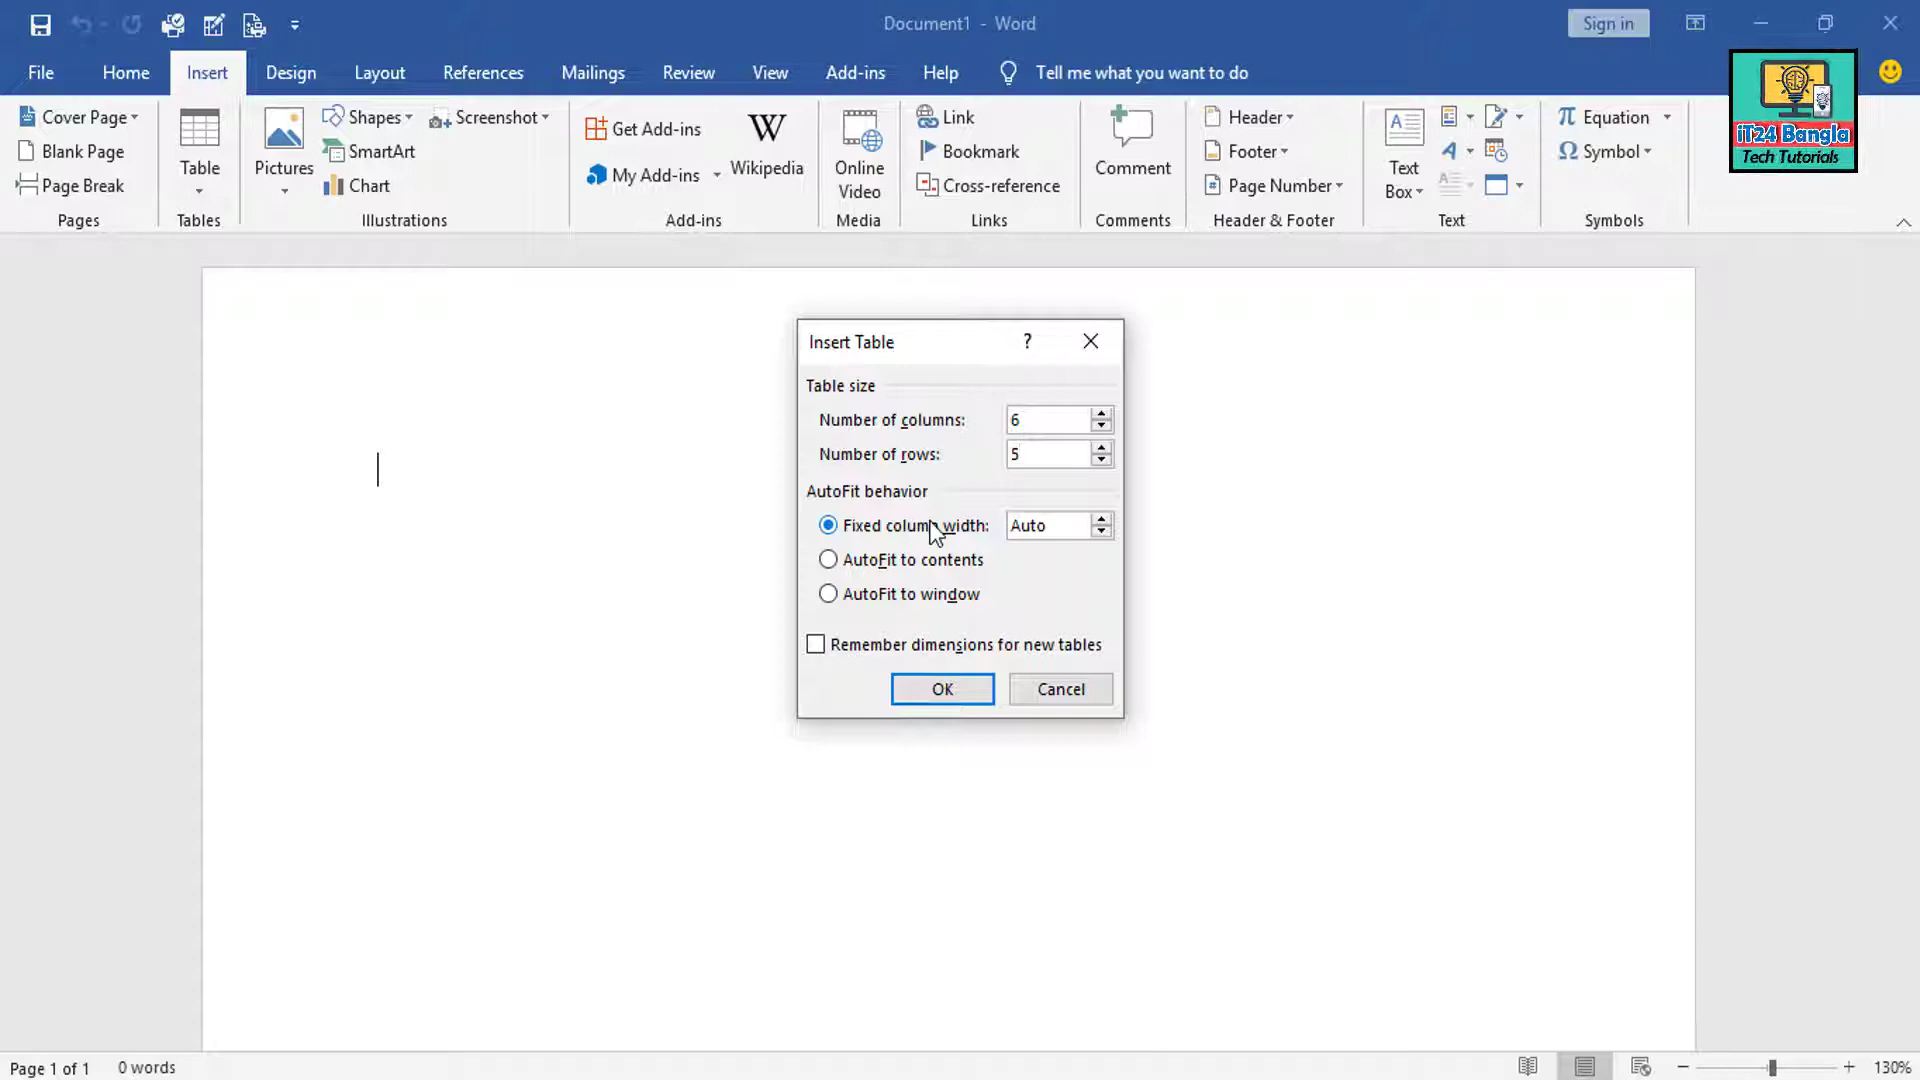 Document1 - Word
Sign in
File Home Insert Design Layout References Mailings Review View Add-ins Help Tell me what you want to do
iT24 Bangla
Tech Tutorials
Cover Page
Blank Page
Page Break
Pages
Table
Tables
Pictures
Shapes
SmartArt
Chart
Screenshot
Illustrations
Get Add-ins
My Add-ins
W
Wikipedia
Add-ins
Online
Video
Media
Link
Bookmark
Cross-reference
Links
Comment
Comments
Header
Footer
Page Number
Header & Footer
Text
Box
Text
Equation
Symbol
Symbols
Insert Table
Table size
Number of columns: 6
Number of rows: 5
AutoFit behavior
Fixed column width: Auto
AutoFit to contents
AutoFit to window
Remember dimensions for new tables
OK Cancel
Page 1 of 1 0 words
130%